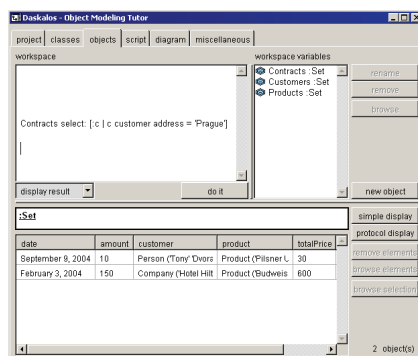 Daskalos - Object Modeling Tutor
project classes objects script diagram miscellaneous
workspace
workspace variables
Contracts select: [:c | c customer address = 'Prague']
Contracts :Set
Customers :Set
Products :Set
rename
remove
browse
display result
do it
new object
:Set
simple display
protocol display
remove elements
browse elements
browse selection
date amount customer product totalPrice
September 9, 2004 10 Person ('Tony' 'Dvora Product ('Pilsner U 30
February 3, 2004 150 Company ('Hotel Hilt Product ('Budweis 600
2 object(s)